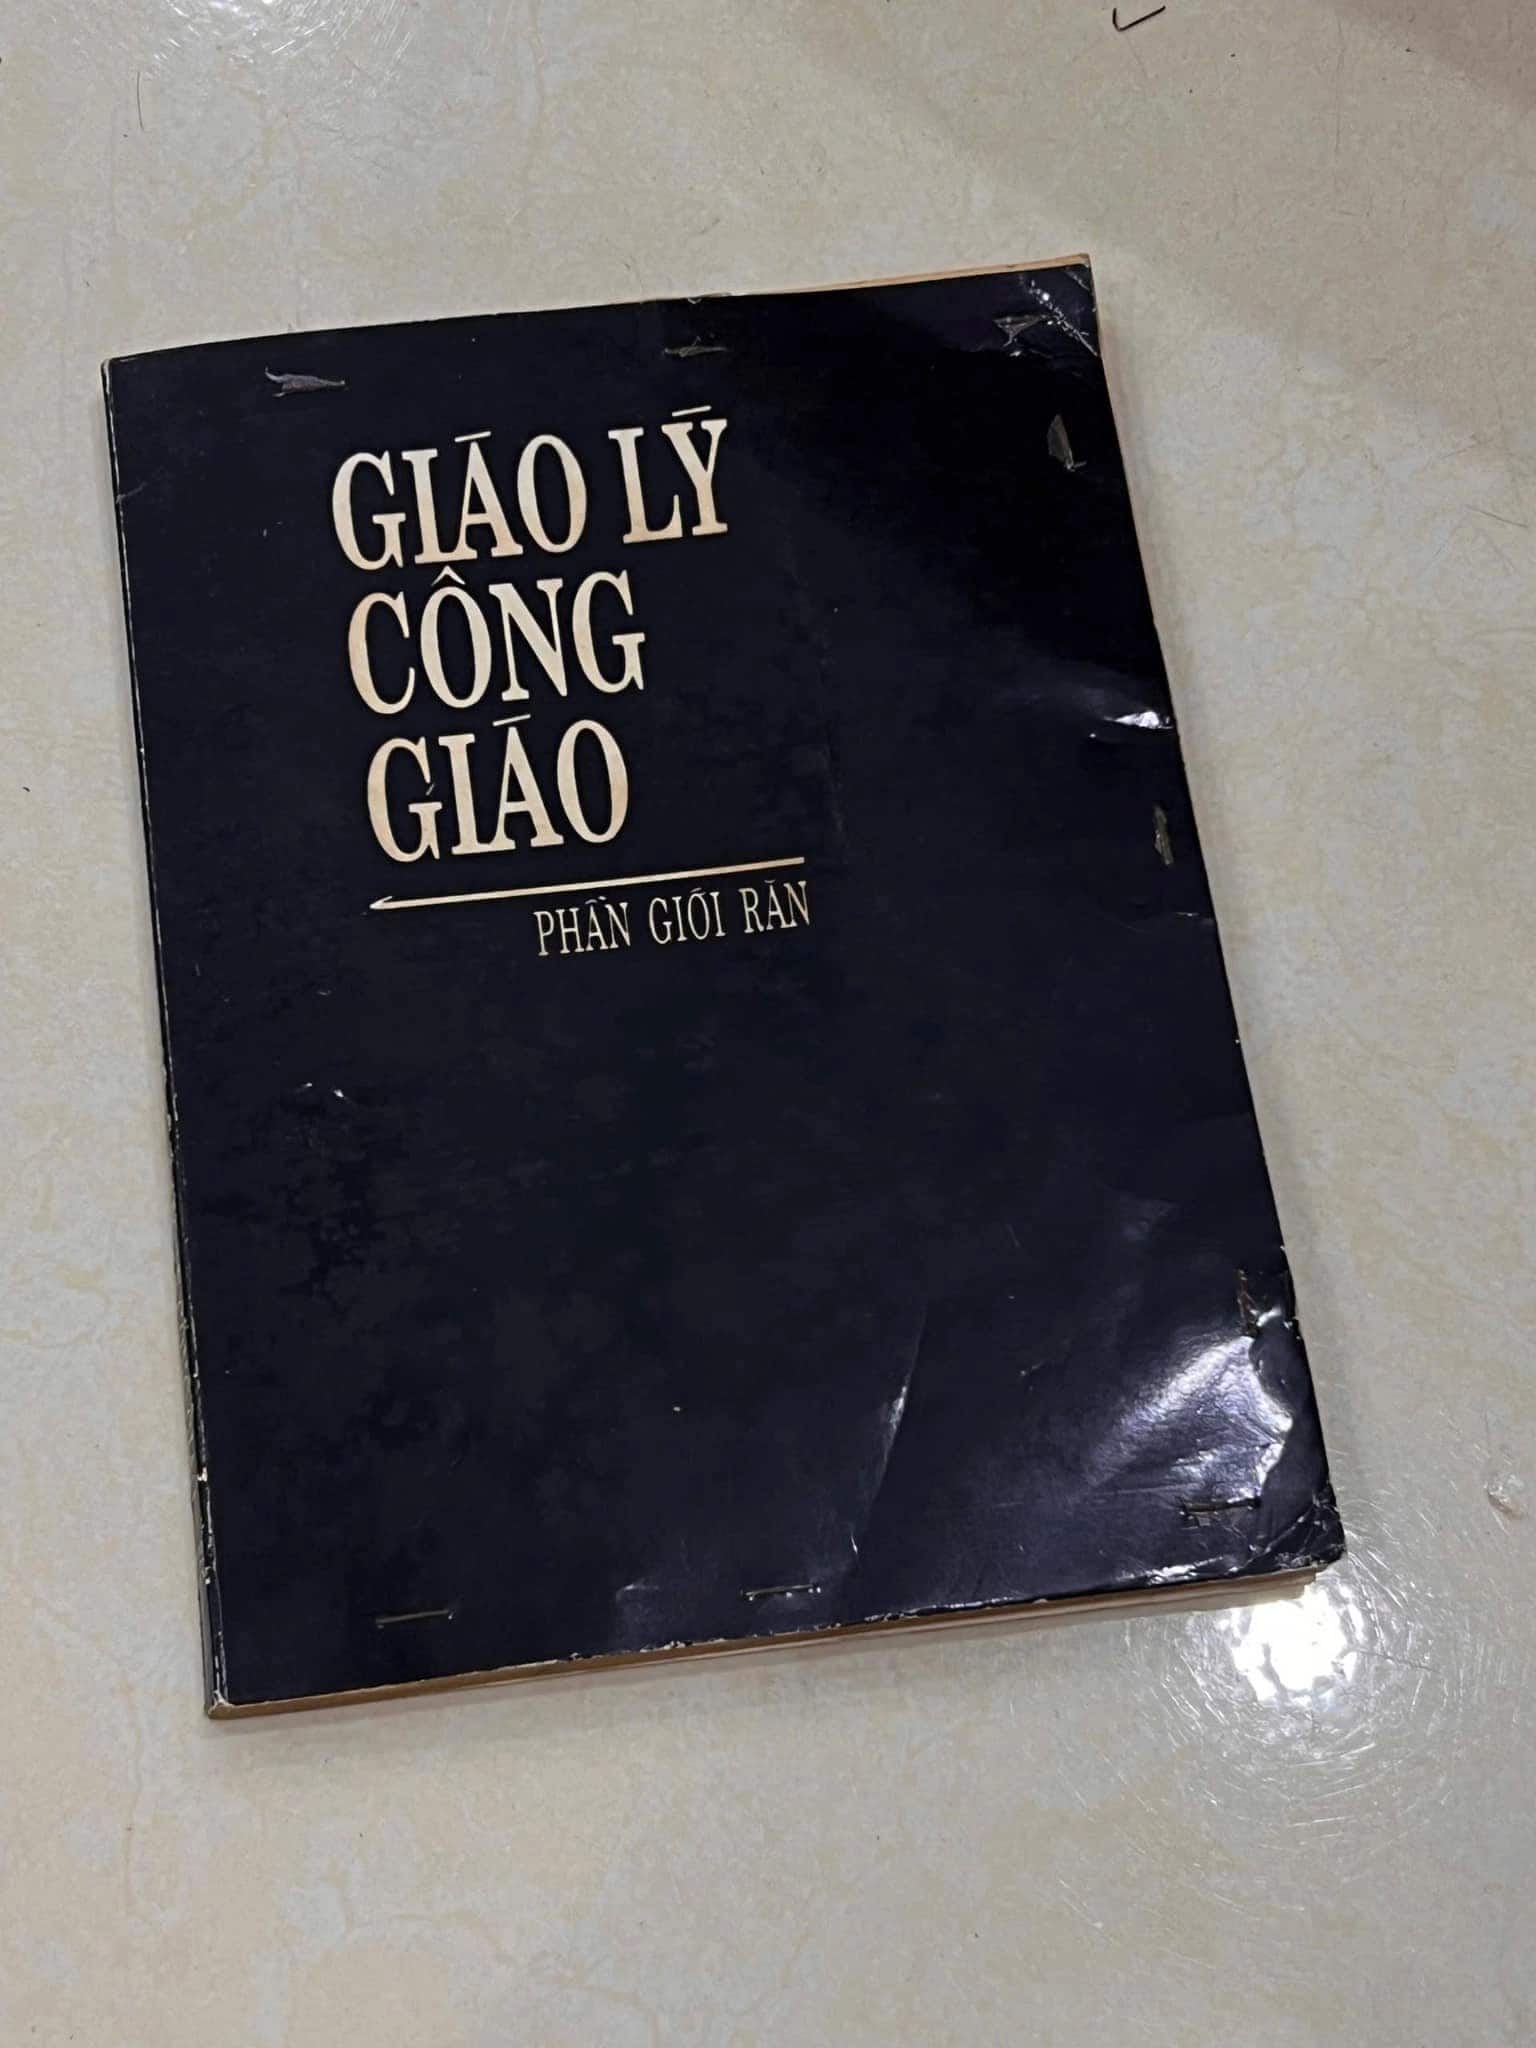 GIÁO LÝ
CÔNG
GIÁO
PHẦN GIỚI RĂN